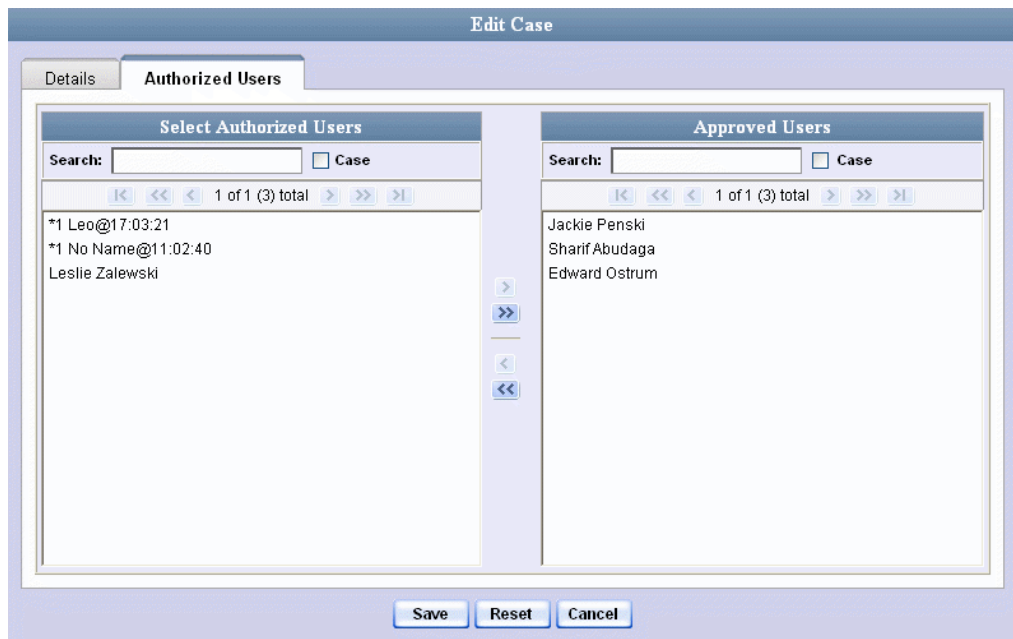 Edit Case
Details
Authorized Users
Select Authorized Users
Search:
Case
|< << < 1 of 1 (3) total > >> >|
*1 Leo@17:03:21
*1 No Name@11:02:40
Leslie Zalewski
>
>>
<
<<
Approved Users
Search:
Case
|< << < 1 of 1 (3) total > >> >|
Jackie Penski
Sharif Abudaga
Edward Ostrum
Save
Reset
Cancel